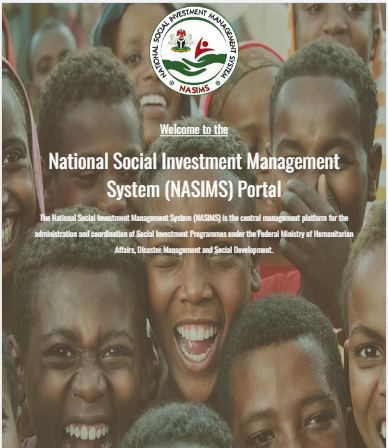 NATIONAL SOCIAL INVESTMENT MANAGEMENT SYSTEM
NASIMS
Welcome to the
National Social Investment Management
System (NASIMS) Portal
The National Social Investment Management System (NASIMS) is the central management platform for the
administration and coordination of Social Investment Programmes under the Federal Ministry of Humanitarian
Affairs, Disaster Management and Social Development.